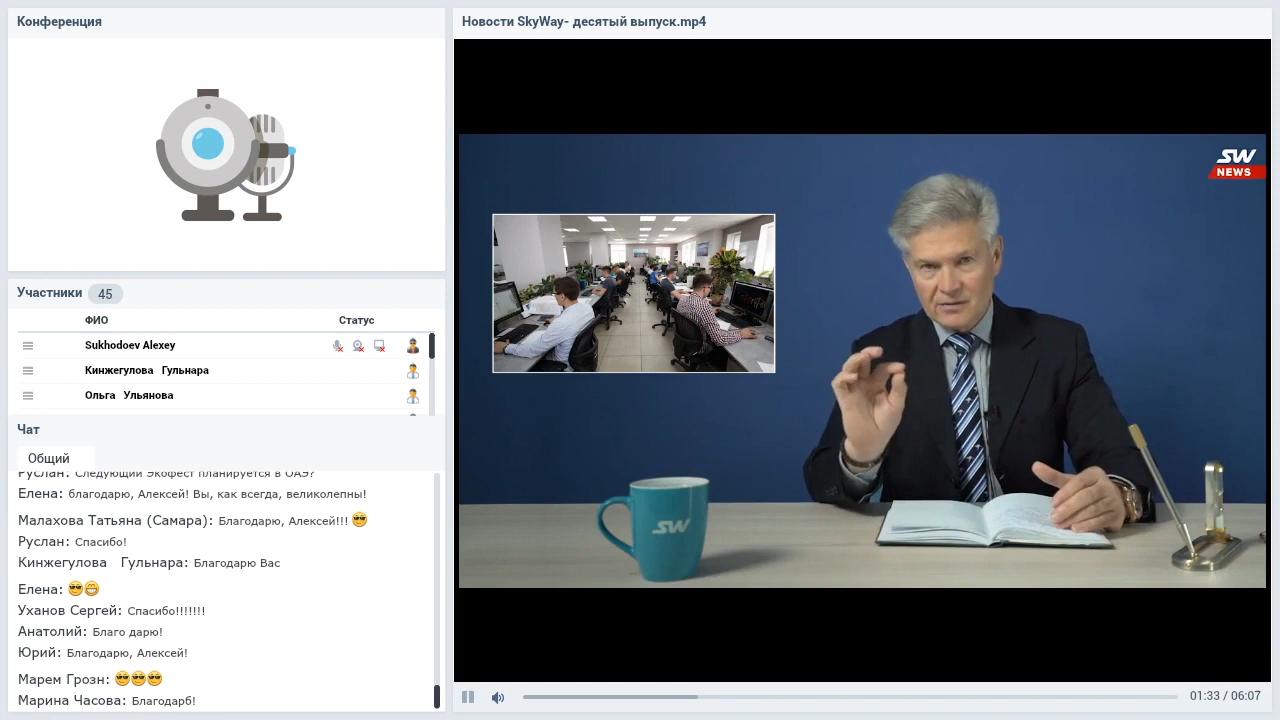 Конференция
Новости SkyWay- десятый выпуск.mp4
SW
NEWS
SW
Участники 45
ФИО Статус
Sukhodoev Alexey
Кинжегулова Гульнара
Ольга Ульянова
Чат
Общий
Руслан: Следующий Экофест планируется в ОАЭ?
Елена: благодарю, Алексей! Вы, как всегда, великолепны!
Малахова Татьяна (Самара): Благодарю, Алексей!!!
Руслан: Спасибо!
Кинжегулова Гульнара: Благодарю Вас
Елена:
Уханов Сергей: Спасибо!!!!!!!
Анатолий: Благо дарю!
Юрий: Благодарю, Алексей!
Марем Грозн:
Марина Часова: Благодарб!
01:33 / 06:07